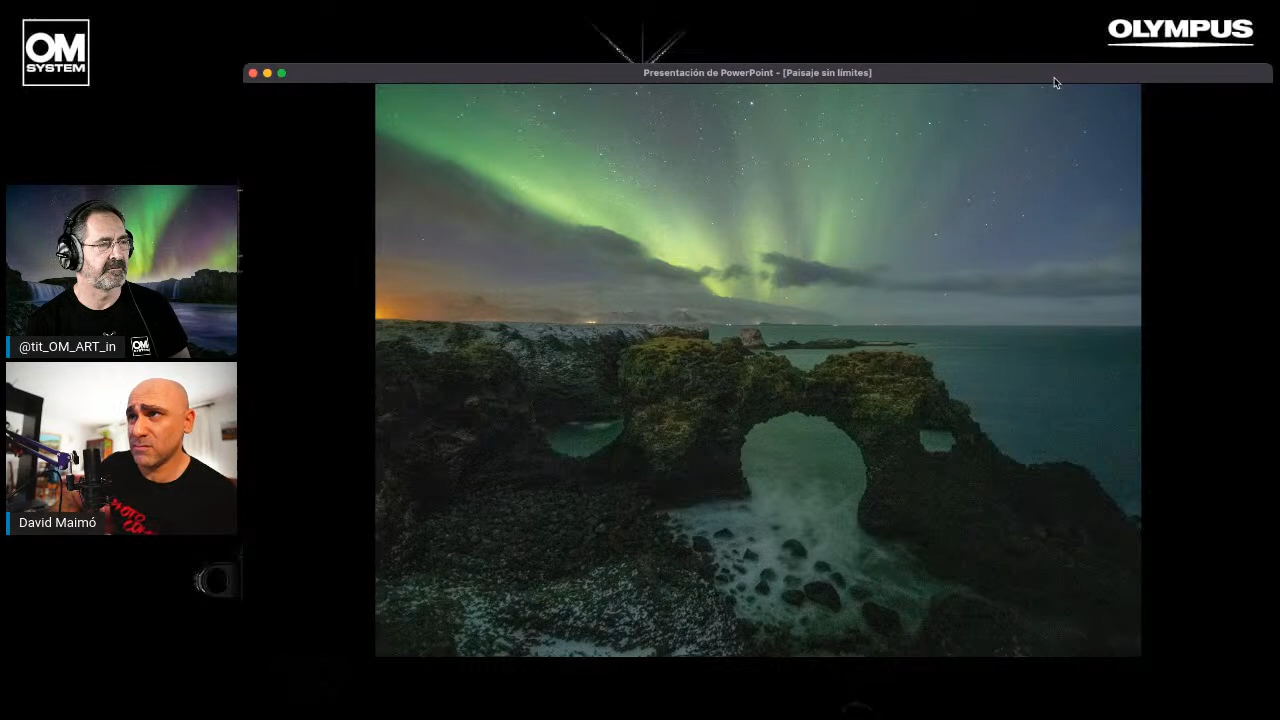 OM
SYSTEM
OLYMPUS
Presentación de PowerPoint - [Paisaje sin límites]
@tit_OM_ART_in
OM
David Maimó